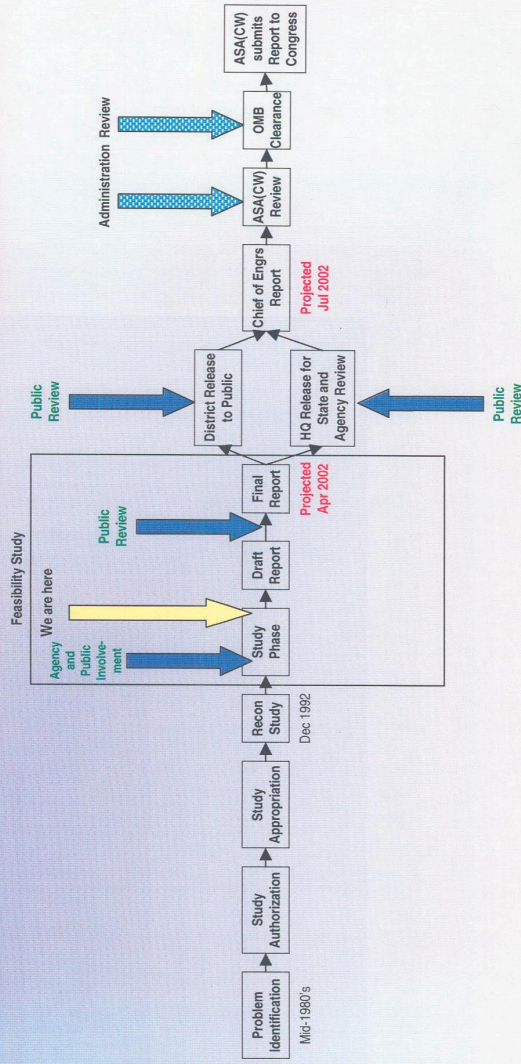 Problem
Identification
Mid-1980's
Study
Authorization
Study
Appropriation
Recon
Study
Dec 1992
Feasibility Study
We are here
Agency
and
Public
Involve-
ment
Study
Phase
Draft
Report
Public
Review
Final
Report
Projected
Apr 2002
Public
Review
District Release
to Public
HQ Release for
State and
Agency Review
Public
Review
Chief of Engrs
Report
Projected
Jul 2002
Administration Review
ASA(CW)
Review
OMB
Clearance
ASA(CW)
submits
Report to
Congress